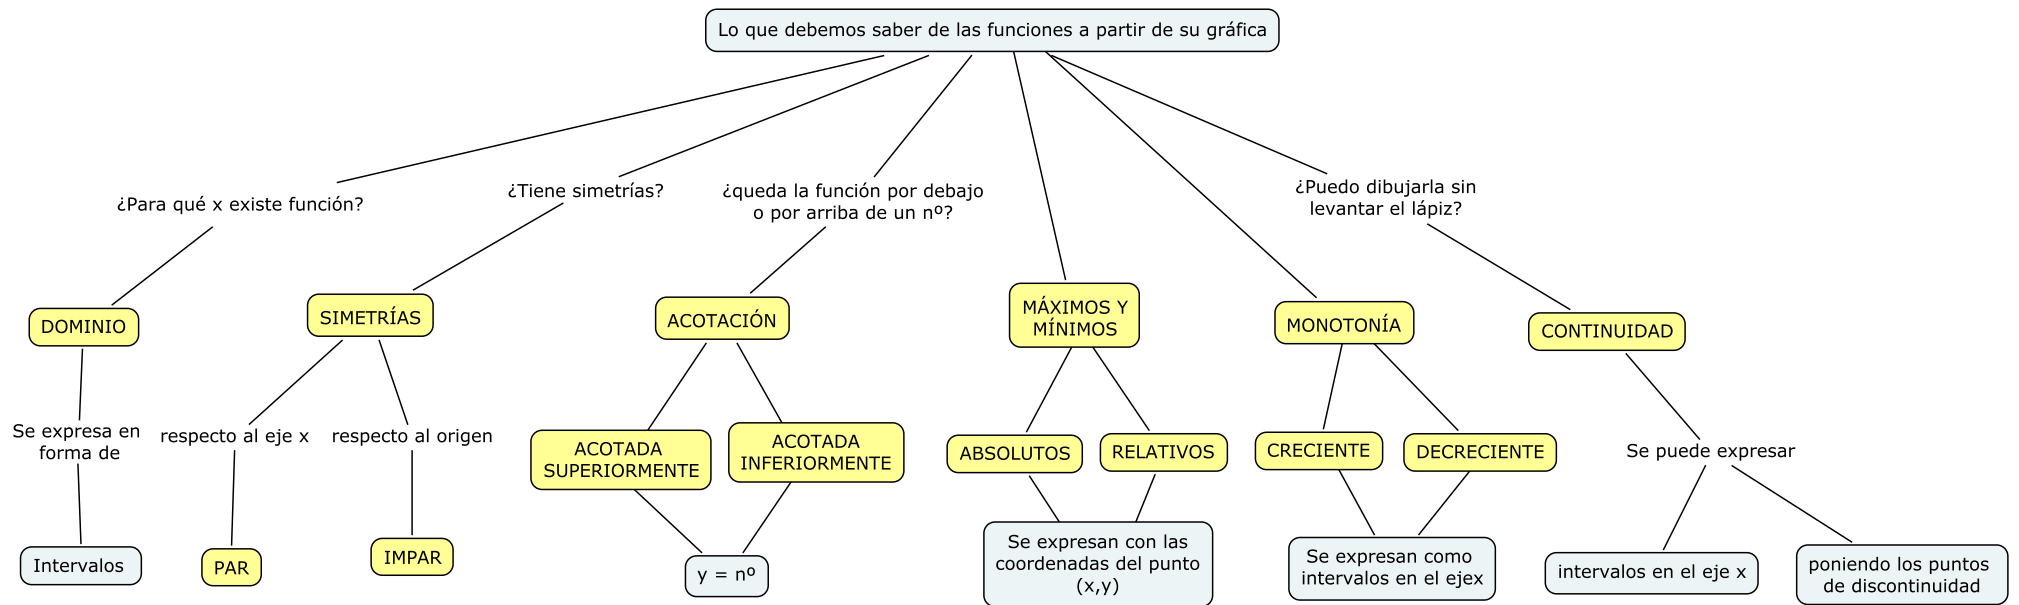 Lo que debemos saber de las funciones a partir de su gráfica
¿Para qué x existe función?
¿Tiene simetrías?
¿queda la función por debajo
o por arriba de un nº?
¿Puedo dibujarla sin
levantar el lápiz?
DOMINIO
SIMETRÍAS
ACOTACIÓN
MÁXIMOS Y
MÍNIMOS
MONOTONÍA
CONTINUIDAD
Se expresa en
forma de
respecto al eje x
respecto al origen
ACOTADA
SUPERIORMENTE
ACOTADA
INFERIORMENTE
ABSOLUTOS
RELATIVOS
CRECIENTE
DECRECIENTE
Se puede expresar
Intervalos
PAR
IMPAR
y = nº
Se expresan con las
coordenadas del punto
(x,y)
Se expresan como
intervalos en el ejex
intervalos en el eje x
poniendo los puntos
de discontinuidad